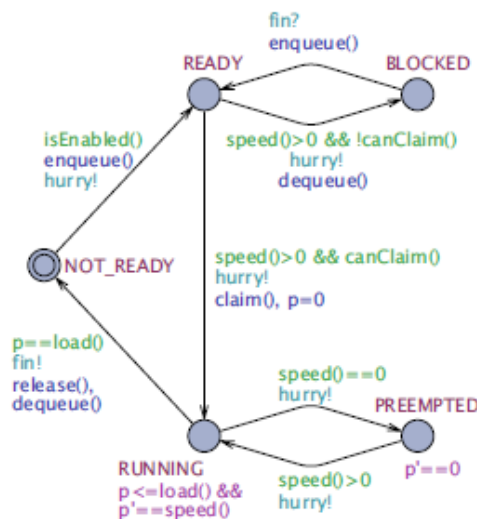 fin?
enqueue()
READY
BLOCKED
isEnabled()
enqueue()
hurry!
speed()>0 && !canClaim()
hurry!
dequeue()
NOT_READY
speed()>0 && canClaim()
hurry!
claim(), p=0
p==load()
fin!
release(),
dequeue()
speed()==0
hurry!
PREEMPTED
RUNNING
p<=load() &&
p'==speed()
speed()>0
hurry!
p'==0